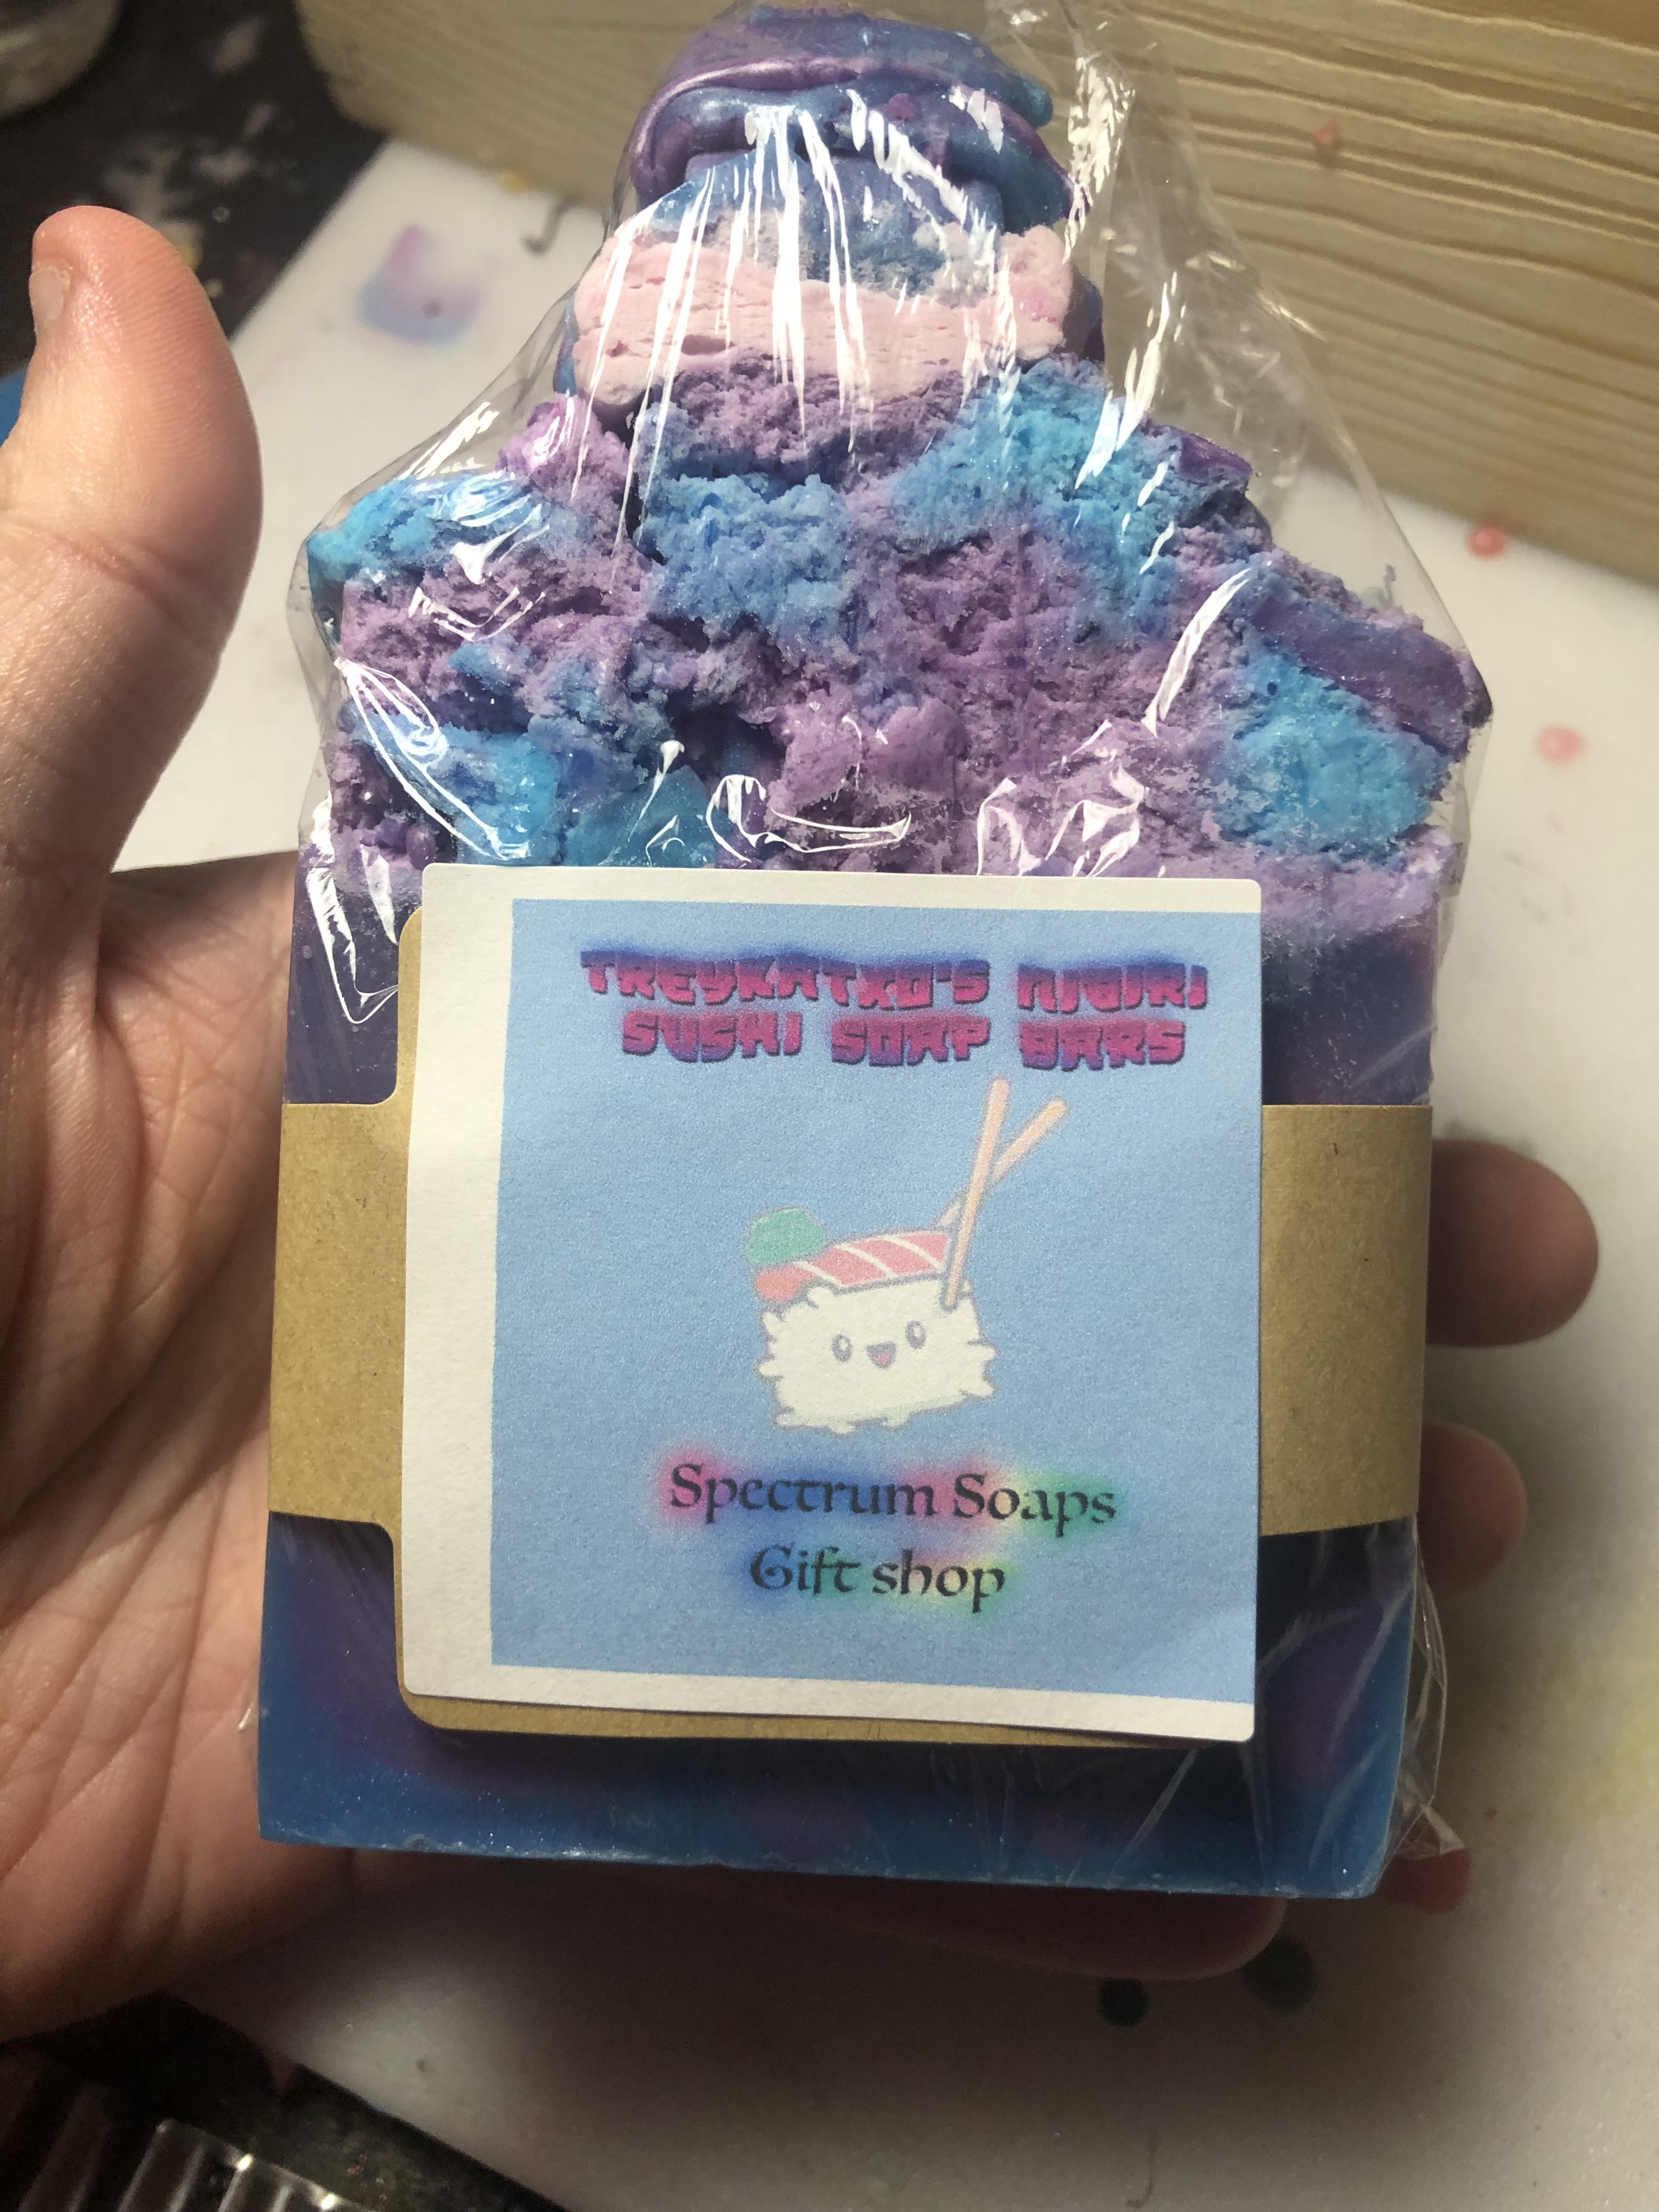 TREYKATXO'S NIGIRI
SUSHI SOAP BARS
Spectrum Soaps
Gift shop